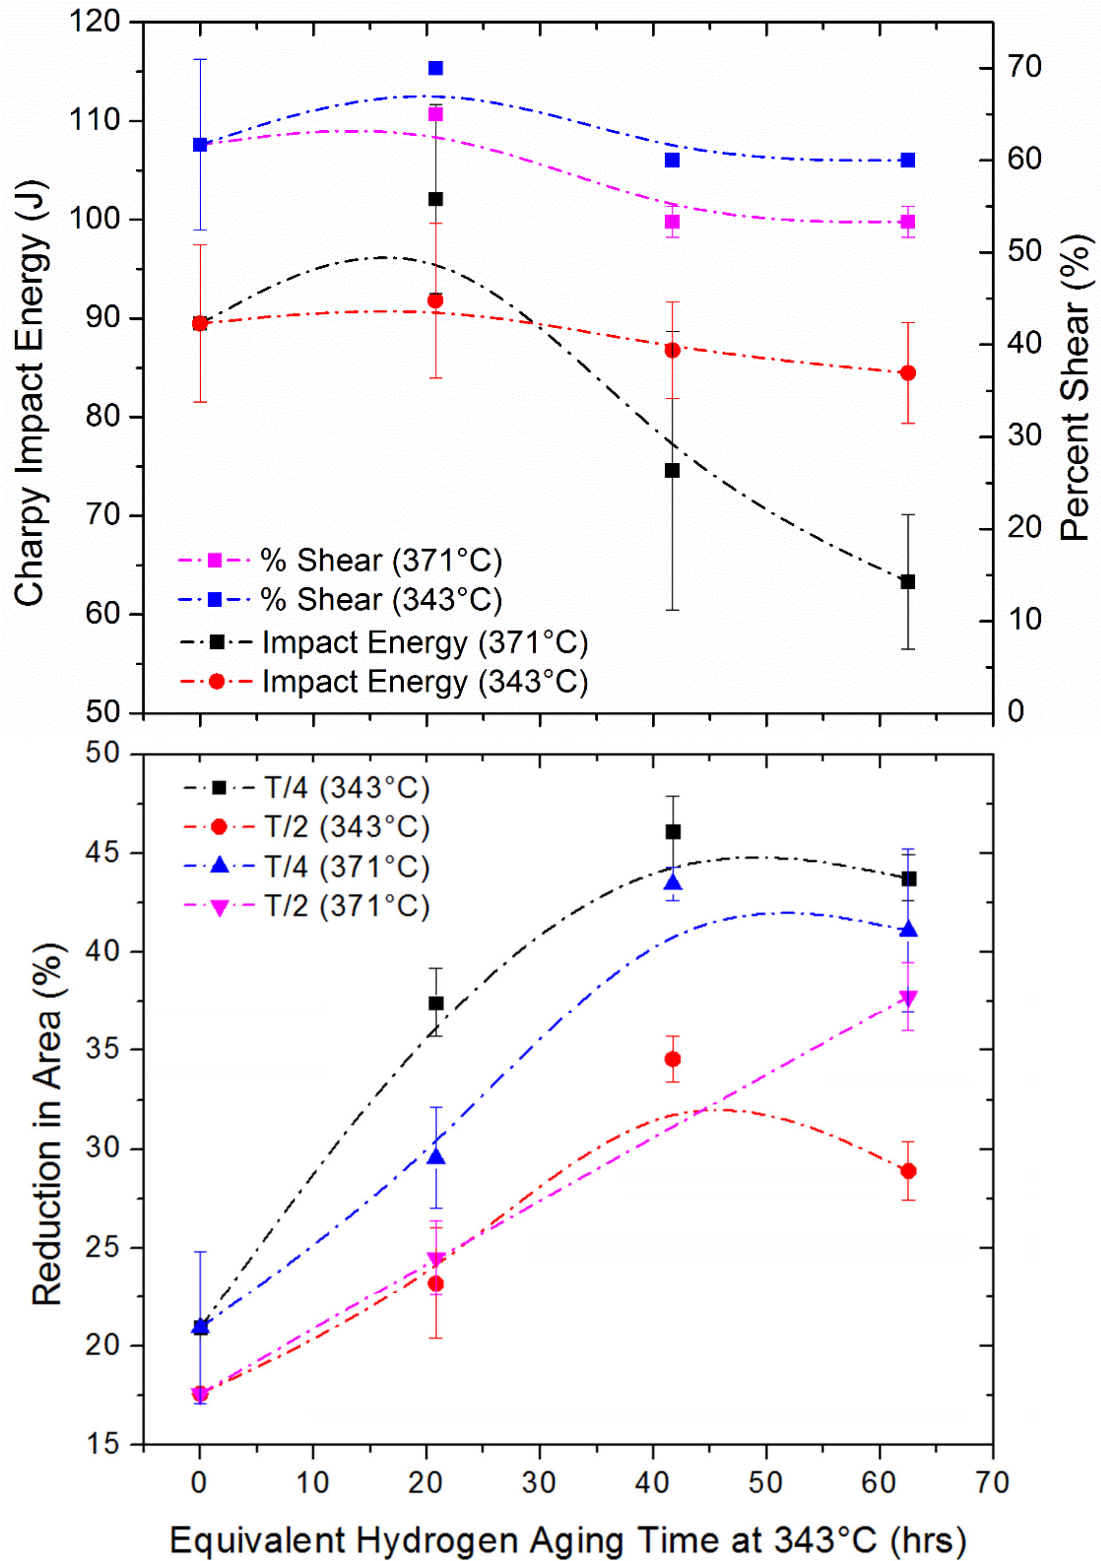 120
110
100
90
80
70
60
50
Charpy Impact Energy (J)
70
60
50
40
30
20
10
0
Percent Shear (%)
% Shear (371°C)
% Shear (343°C)
Impact Energy (371°C)
Impact Energy (343°C)
50
45
40
35
30
25
20
15
Reduction in Area (%)
T/4 (343°C)
T/2 (343°C)
T/4 (371°C)
T/2 (371°C)
0 10 20 30 40 50 60 70
Equivalent Hydrogen Aging Time at 343°C (hrs)